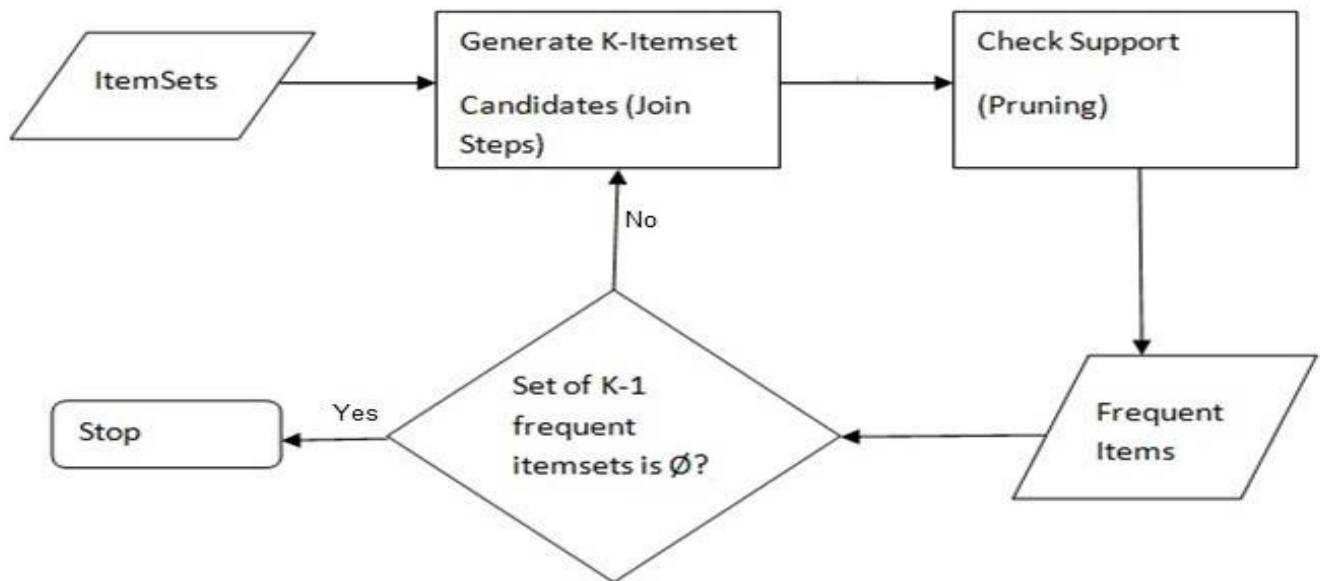 ItemSets
Generate K-Itemset
Candidates (Join
Steps)
Check Support
(Pruning)
No
Set of K-1
frequent
itemsets is Ø?
Yes
Stop
Frequent
Items